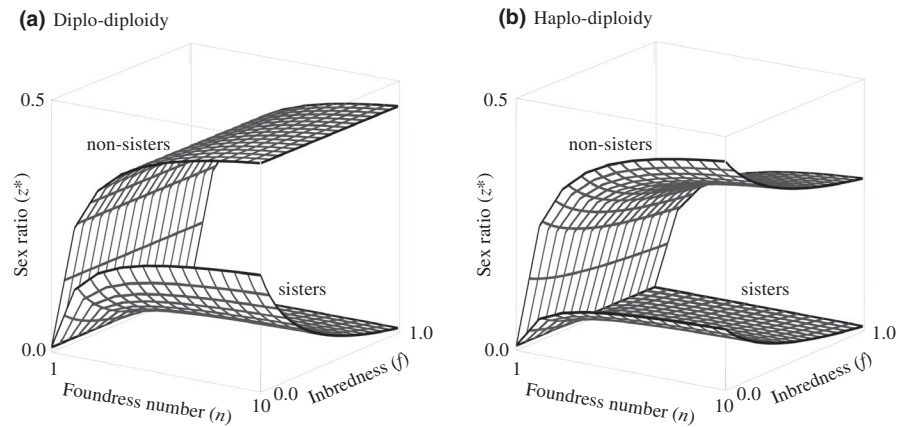 (a) Diplo-diploidy
0.5
non-sisters
Sex ratio (z*)
sisters
0.0
1
Foundress number (n)
10
0.0
Inbredness (f)
1.0
(b) Haplo-diploidy
0.5
non-sisters
Sex ratio (z*)
sisters
0.0
1
Foundress number (n)
10
0.0
Inbredness (f)
1.0